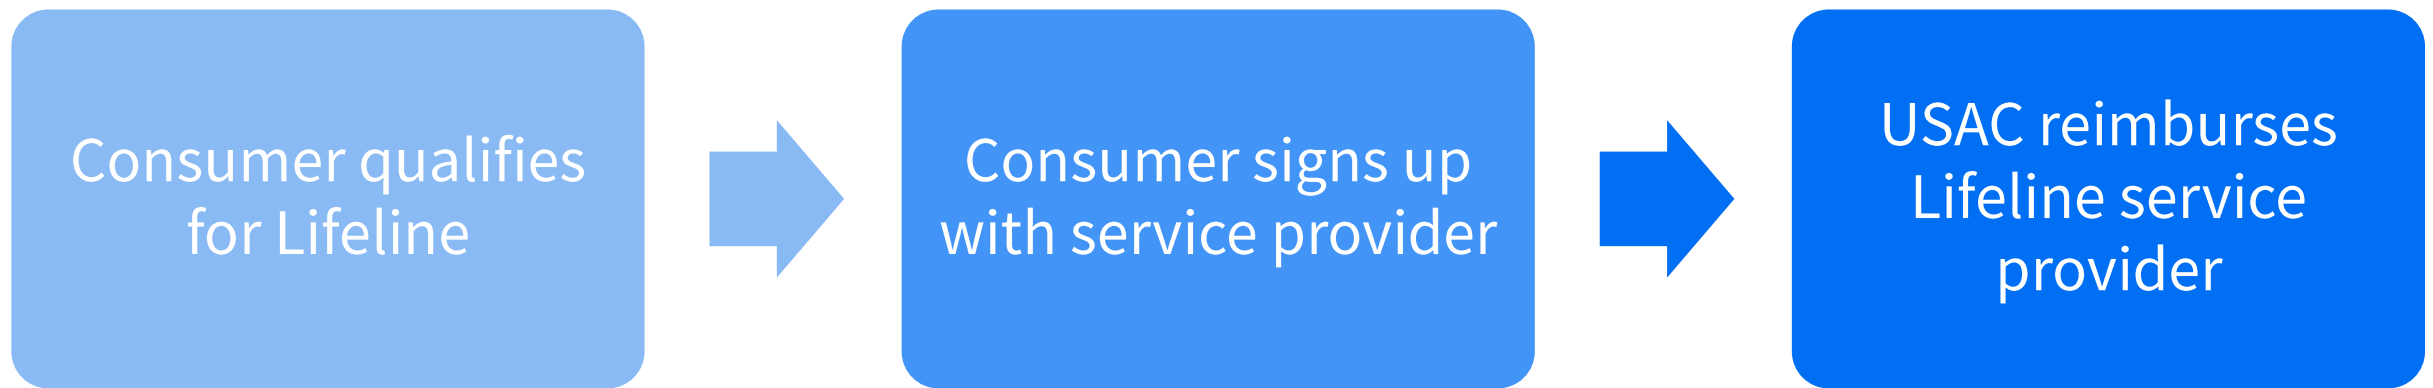 Consumer qualifies
for Lifeline
Consumer signs up
with service provider
USAC reimburses
Lifeline service
provider